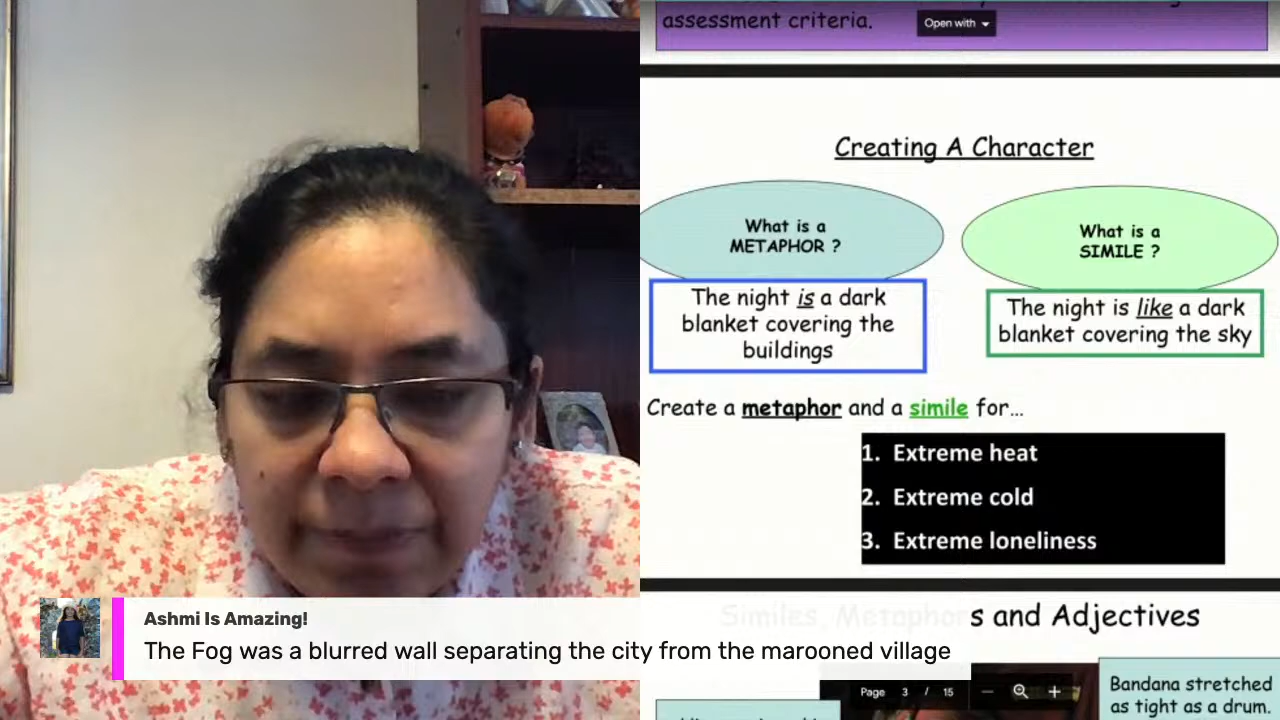 assessment criteria.
Open with
Creating A Character
What is a
METAPHOR ?
What is a
SIMILE ?
The night is a dark
blanket covering the
buildings
The night is like a dark
blanket covering the sky
Create a metaphor and a simile for…
1. Extreme heat
2. Extreme cold
3. Extreme loneliness
Similes, Metaphors and Adjectives
Ashmi Is Amazing!
The Fog was a blurred wall separating the city from the marooned village
Page 3 / 15
Bandana stretched
as tight as a drum.